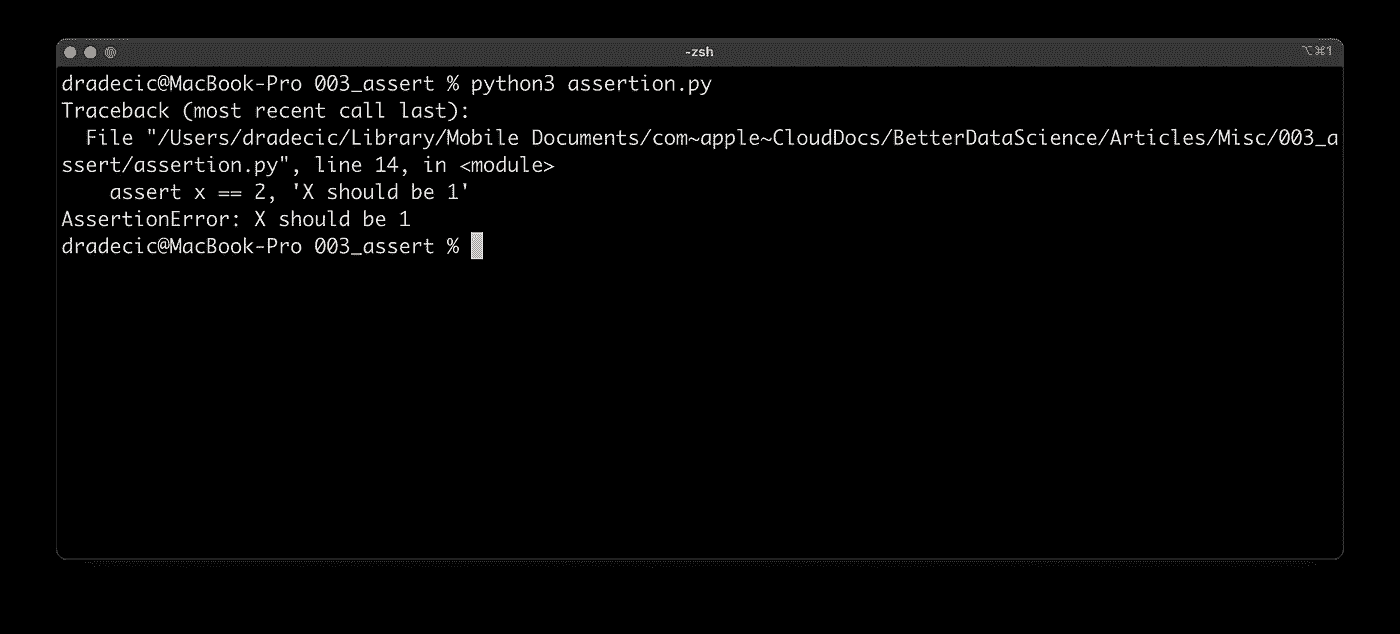 -zsh
⌥⌘1
dradecic@MacBook-Pro 003_assert % python3 assertion.py
Traceback (most recent call last):
  File "/Users/dradecic/Library/Mobile Documents/com~apple~CloudDocs/BetterDataScience/Articles/Misc/003_a
ssert/assertion.py", line 14, in <module>
    assert x == 2, 'X should be 1'
AssertionError: X should be 1
dradecic@MacBook-Pro 003_assert %